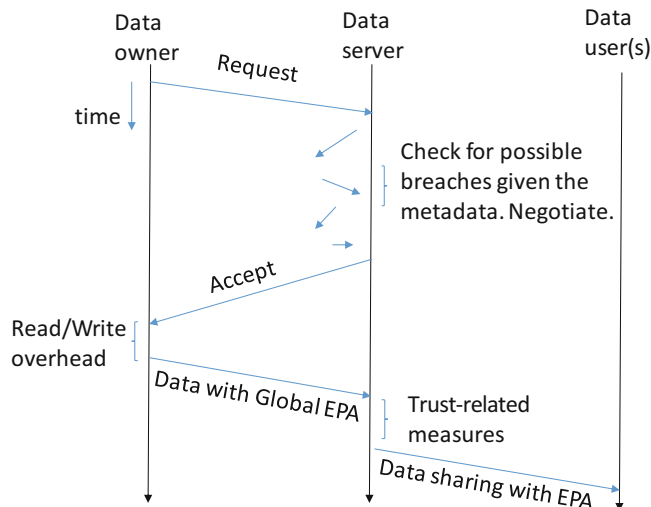 Data
owner
Data
server
Data
user(s)
Request
time
Check for possible
breaches given the
metadata. Negotiate.
Accept
Read/Write
overhead
Data with Global EPA
Trust-related
measures
Data sharing with EPA